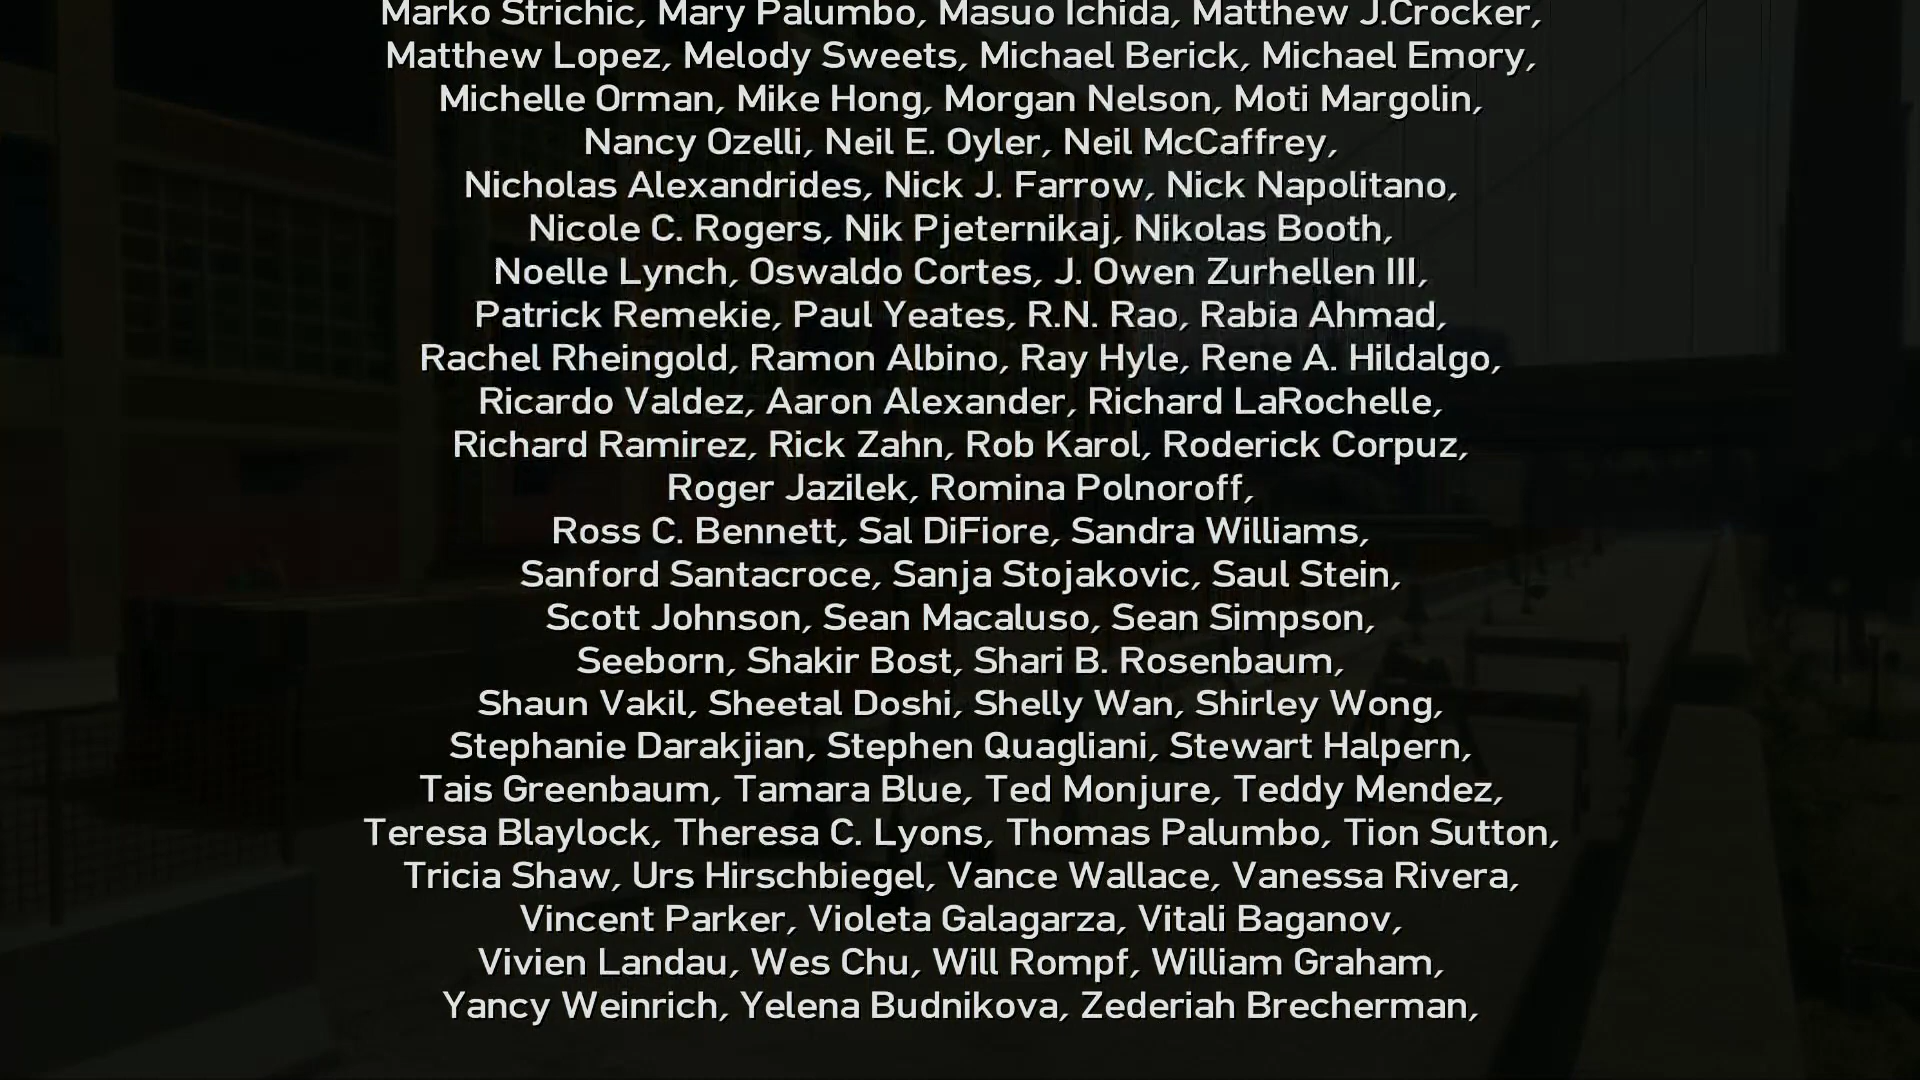 Marko Strichic, Mary Palumbo, Masuo Ichida, Matthew J.Crocker,
Matthew Lopez, Melody Sweets, Michael Berick, Michael Emory,
Michelle Orman, Mike Hong, Morgan Nelson, Moti Margolin,
Nancy Ozelli, Neil E. Oyler, Neil McCaffrey,
Nicholas Alexandrides, Nick J. Farrow, Nick Napolitano,
Nicole C. Rogers, Nik Pjeternikaj, Nikolas Booth,
Noelle Lynch, Oswaldo Cortes, J. Owen Zurhellen III,
Patrick Remekie, Paul Yeates, R.N. Rao, Rabia Ahmad,
Rachel Rheingold, Ramon Albino, Ray Hyle, Rene A. Hildalgo,
Ricardo Valdez, Aaron Alexander, Richard LaRochelle,
Richard Ramirez, Rick Zahn, Rob Karol, Roderick Corpuz,
Roger Jazilek, Romina Polnoroff,
Ross C. Bennett, Sal DiFiore, Sandra Williams,
Sanford Santacroce, Sanja Stojakovic, Saul Stein,
Scott Johnson, Sean Macaluso, Sean Simpson,
Seeborn, Shakir Bost, Shari B. Rosenbaum,
Shaun Vakil, Sheetal Doshi, Shelly Wan, Shirley Wong,
Stephanie Darakjian, Stephen Quagliani, Stewart Halpern,
Tais Greenbaum, Tamara Blue, Ted Monjure, Teddy Mendez,
Teresa Blaylock, Theresa C. Lyons, Thomas Palumbo, Tion Sutton,
Tricia Shaw, Urs Hirschbiegel, Vance Wallace, Vanessa Rivera,
Vincent Parker, Violeta Galagarza, Vitali Baganov,
Vivien Landau, Wes Chu, Will Rompf, William Graham,
Yancy Weinrich, Yelena Budnikova, Zederiah Brecherman,